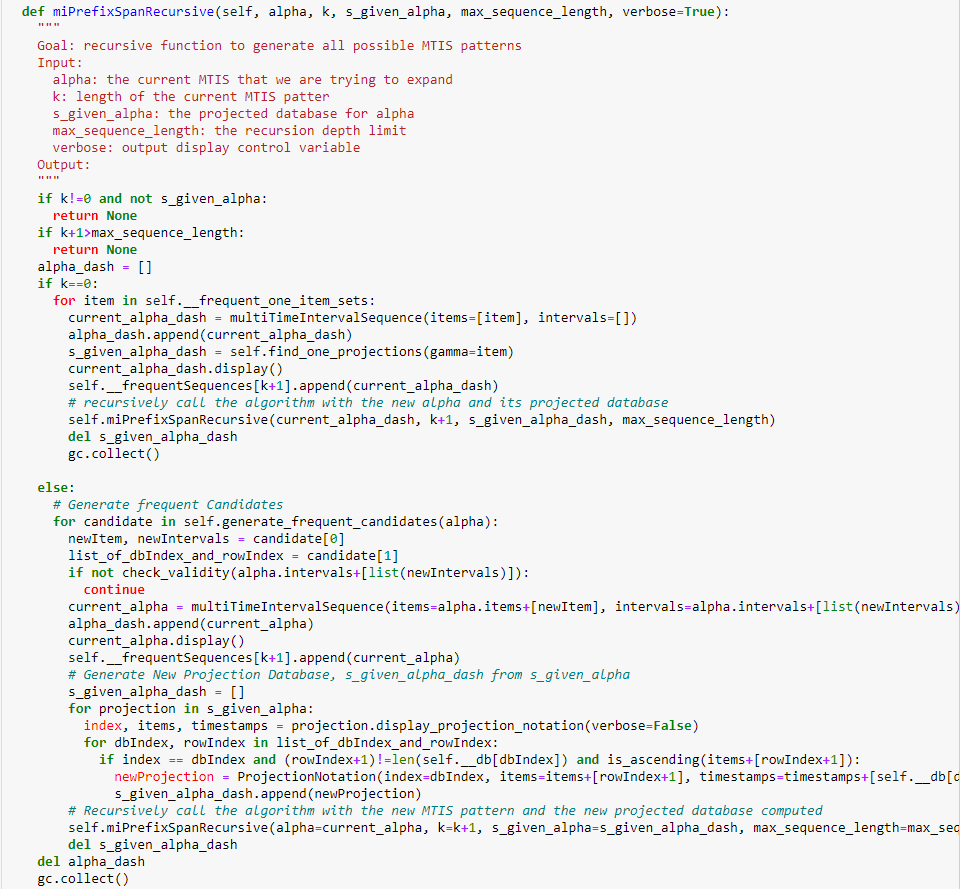 def miPrefixSpanRecursive(self, alpha, k, s_given_alpha, max_sequence_length, verbose=True):
"""
Goal: recursive function to generate all possible MTIS patterns
Input:
alpha: the current MTIS that we are trying to expand
k: length of the current MTIS patter
s_given_alpha: the projected database for alpha
max_sequence_length: the recursion depth limit
verbose: output display control variable
Output:
"""
if k!=0 and not s_given_alpha:
return None
if k+1>max_sequence_length:
return None
alpha_dash = []
if k==0:
for item in self.__frequent_one_item_sets:
current_alpha_dash = multiTimeIntervalSequence(items=[item], intervals=[])
alpha_dash.append(current_alpha_dash)
s_given_alpha_dash = self.find_one_projections(gamma=item)
current_alpha_dash.display()
self.__frequentSequences[k+1].append(current_alpha_dash)
# recursively call the algorithm with the new alpha and its projected database
self.miPrefixSpanRecursive(current_alpha_dash, k+1, s_given_alpha_dash, max_sequence_length)
del s_given_alpha_dash
gc.collect()
else:
# Generate frequent Candidates
for candidate in self.generate_frequent_candidates(alpha):
newItem, newIntervals = candidate[0]
list_of_dbIndex_and_rowIndex = candidate[1]
if not check_validity(alpha.intervals+[list(newIntervals)]):
continue
current_alpha = multiTimeIntervalSequence(items=alpha.items+[newItem], intervals=alpha.intervals+[list(newIntervals)
alpha_dash.append(current_alpha)
current_alpha.display()
self.__frequentSequences[k+1].append(current_alpha)
# Generate New Projection Database, s_given_alpha_dash from s_given_alpha
s_given_alpha_dash = []
for projection in s_given_alpha:
index, items, timestamps = projection.display_projection_notation(verbose=False)
for dbIndex, rowIndex in list_of_dbIndex_and_rowIndex:
if index == dbIndex and (rowIndex+1)!=len(self.__db[dbIndex]) and is_ascending(items+[rowIndex+1]):
newProjection = ProjectionNotation(index=dbIndex, items=items+[rowIndex+1], timestamps=timestamps+[self.__db[d
s_given_alpha_dash.append(newProjection)
# Recursively call the algorithm with the new MTIS pattern and the new projected database computed
self.miPrefixSpanRecursive(alpha=current_alpha, k=k+1, s_given_alpha=s_given_alpha_dash, max_sequence_length=max_seq
del s_given_alpha_dash
del alpha_dash
gc.collect()